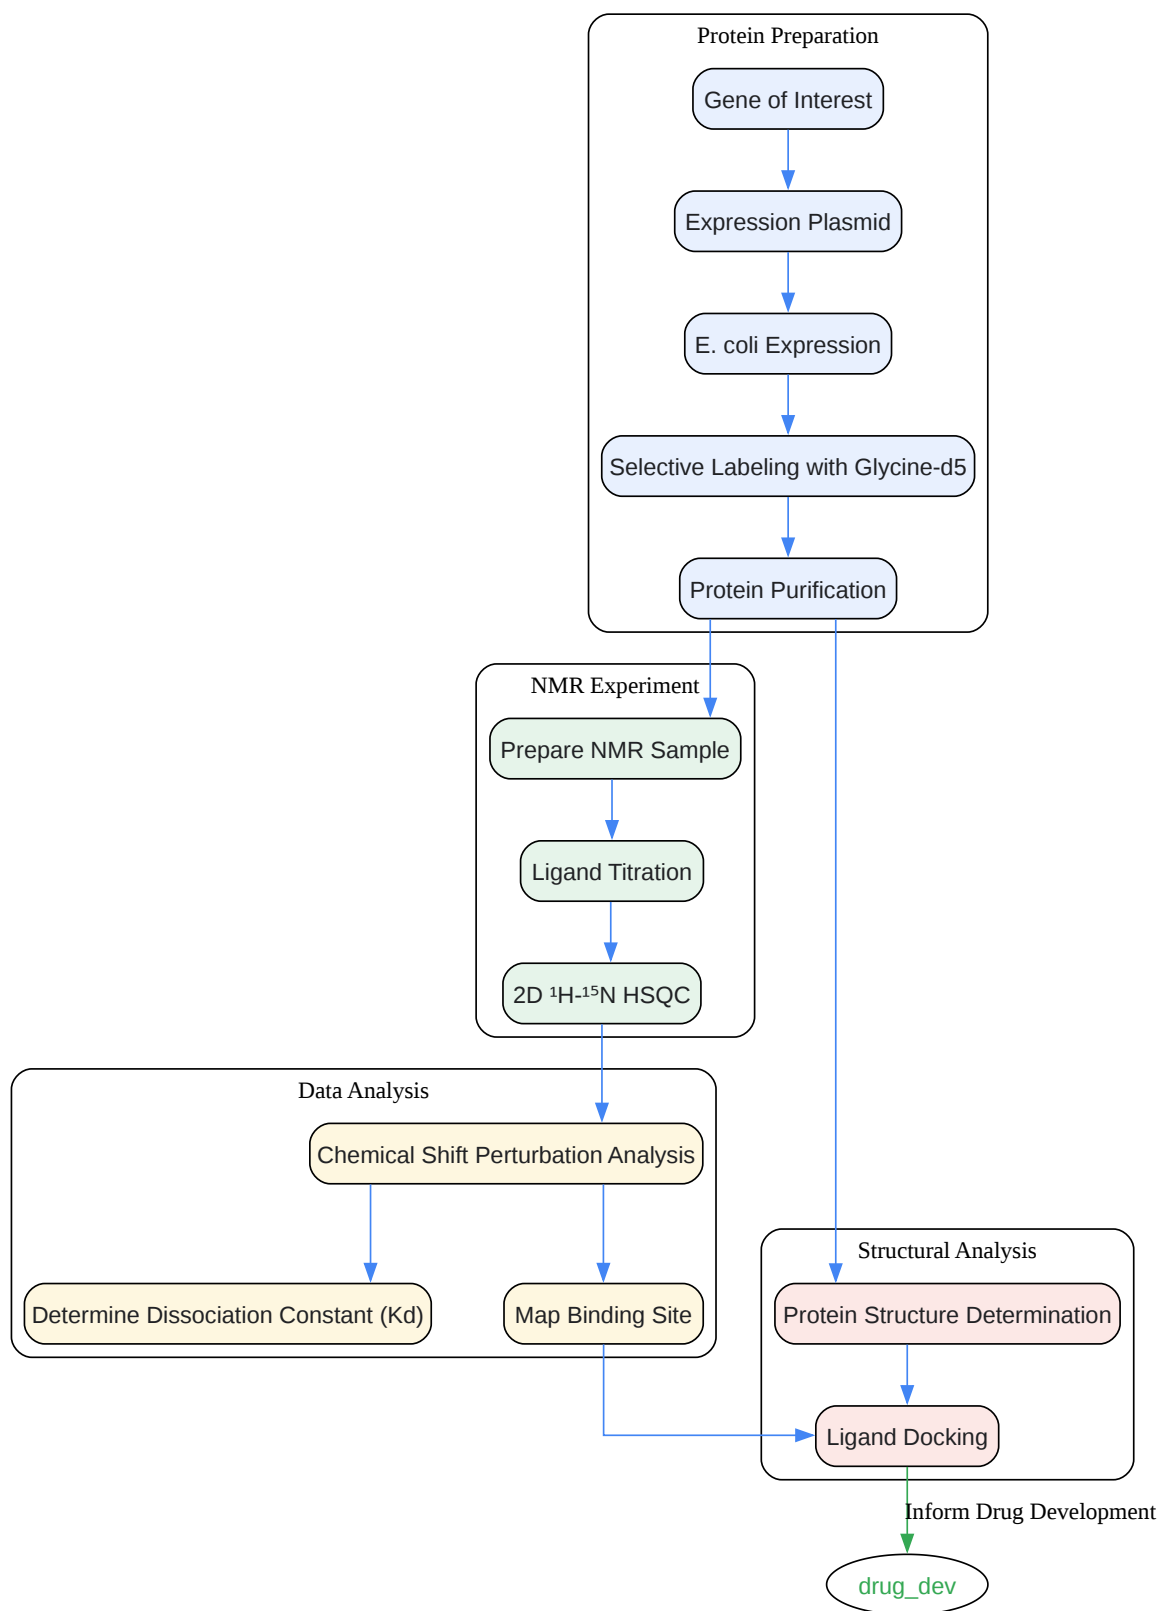 Protein Preparation
Gene of Interest
Expression Plasmid
E. coli Expression
Selective Labeling with Glycine-d5
Protein Purification
NMR Experiment
Prepare NMR Sample
Ligand Titration
2D ¹H-¹⁵N HSQC
Data Analysis
Chemical Shift Perturbation Analysis
Determine Dissociation Constant (Kd)
Map Binding Site
Structural Analysis
Protein Structure Determination
Ligand Docking
Inform Drug Development
drug_dev